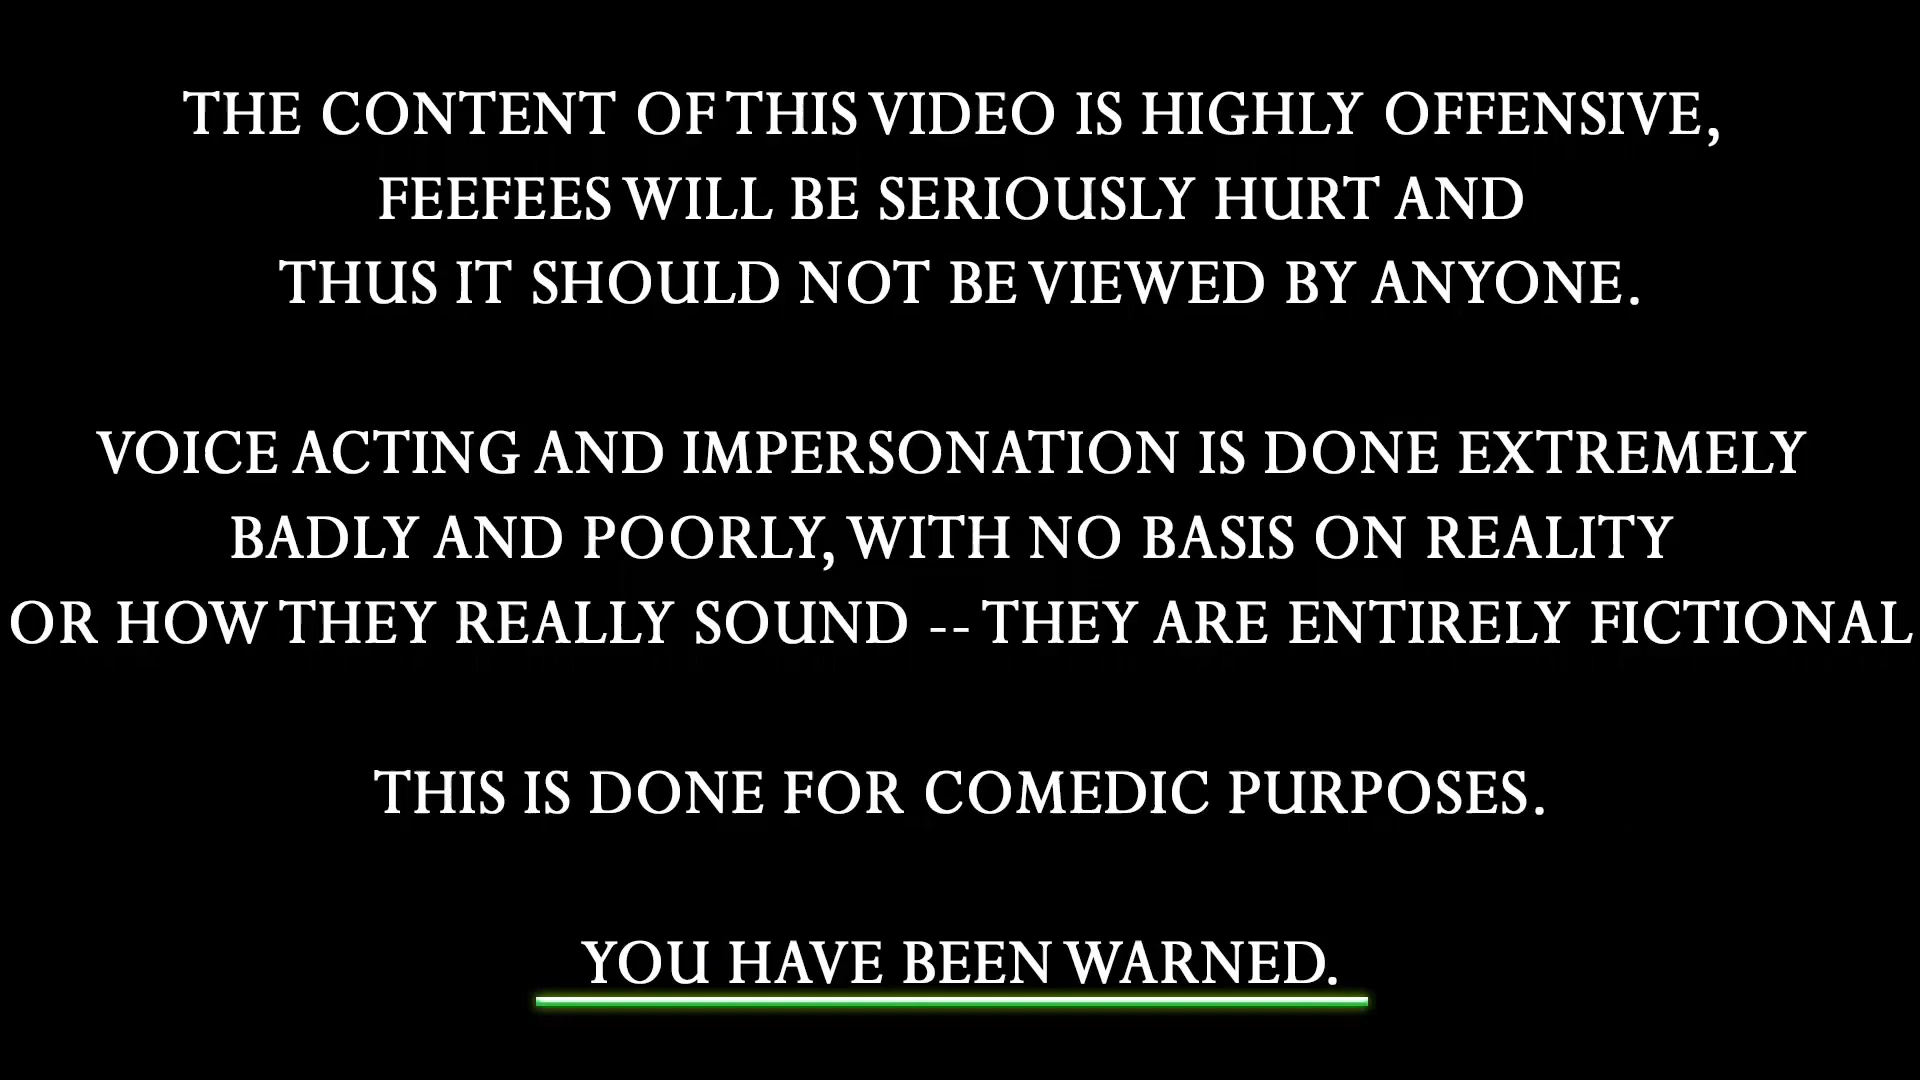 THE CONTENT OF THIS VIDEO IS HIGHLY OFFENSIVE,
FEEFEES WILL BE SERIOUSLY HURT AND
THUS IT SHOULD NOT BE VIEWED BY ANYONE.
VOICE ACTING AND IMPERSONATION IS DONE EXTREMELY
BADLY AND POORLY, WITH NO BASIS ON REALITY
OR HOW THEY REALLY SOUND -- THEY ARE ENTIRELY FICTIONAL
THIS IS DONE FOR COMEDIC PURPOSES.
YOU HAVE BEEN WARNED.